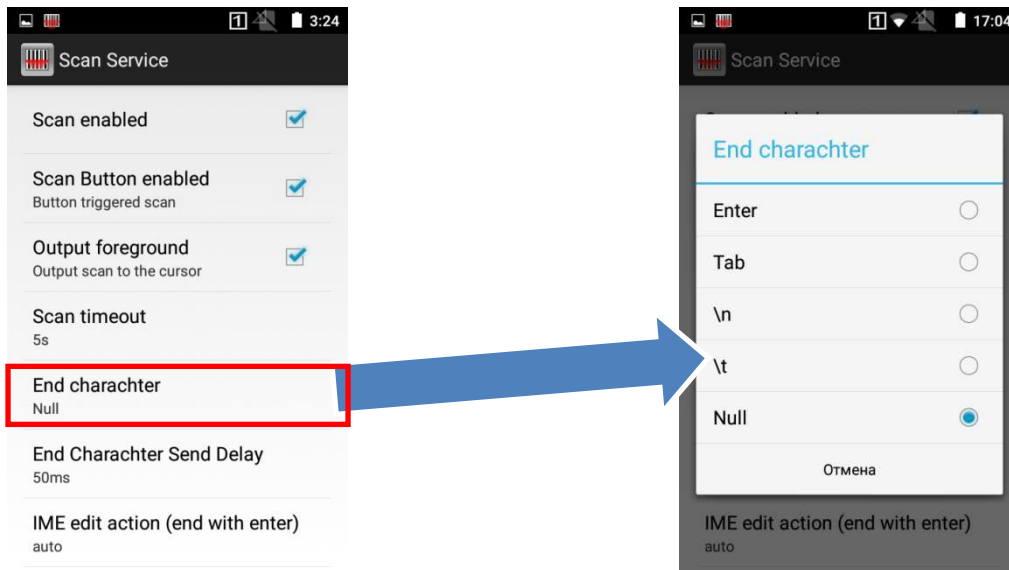 1 3:24
Scan Service
Scan enabled
Scan Button enabled
Button triggered scan
Output foreground
Output scan to the cursor
Scan timeout
5s
End charachter
Null
End Charachter Send Delay
50ms
IME edit action (end with enter)
auto
1 17:04
Scan Service
End charachter
Enter
Tab
\n
\t
Null
Отмена
IME edit action (end with enter)
auto